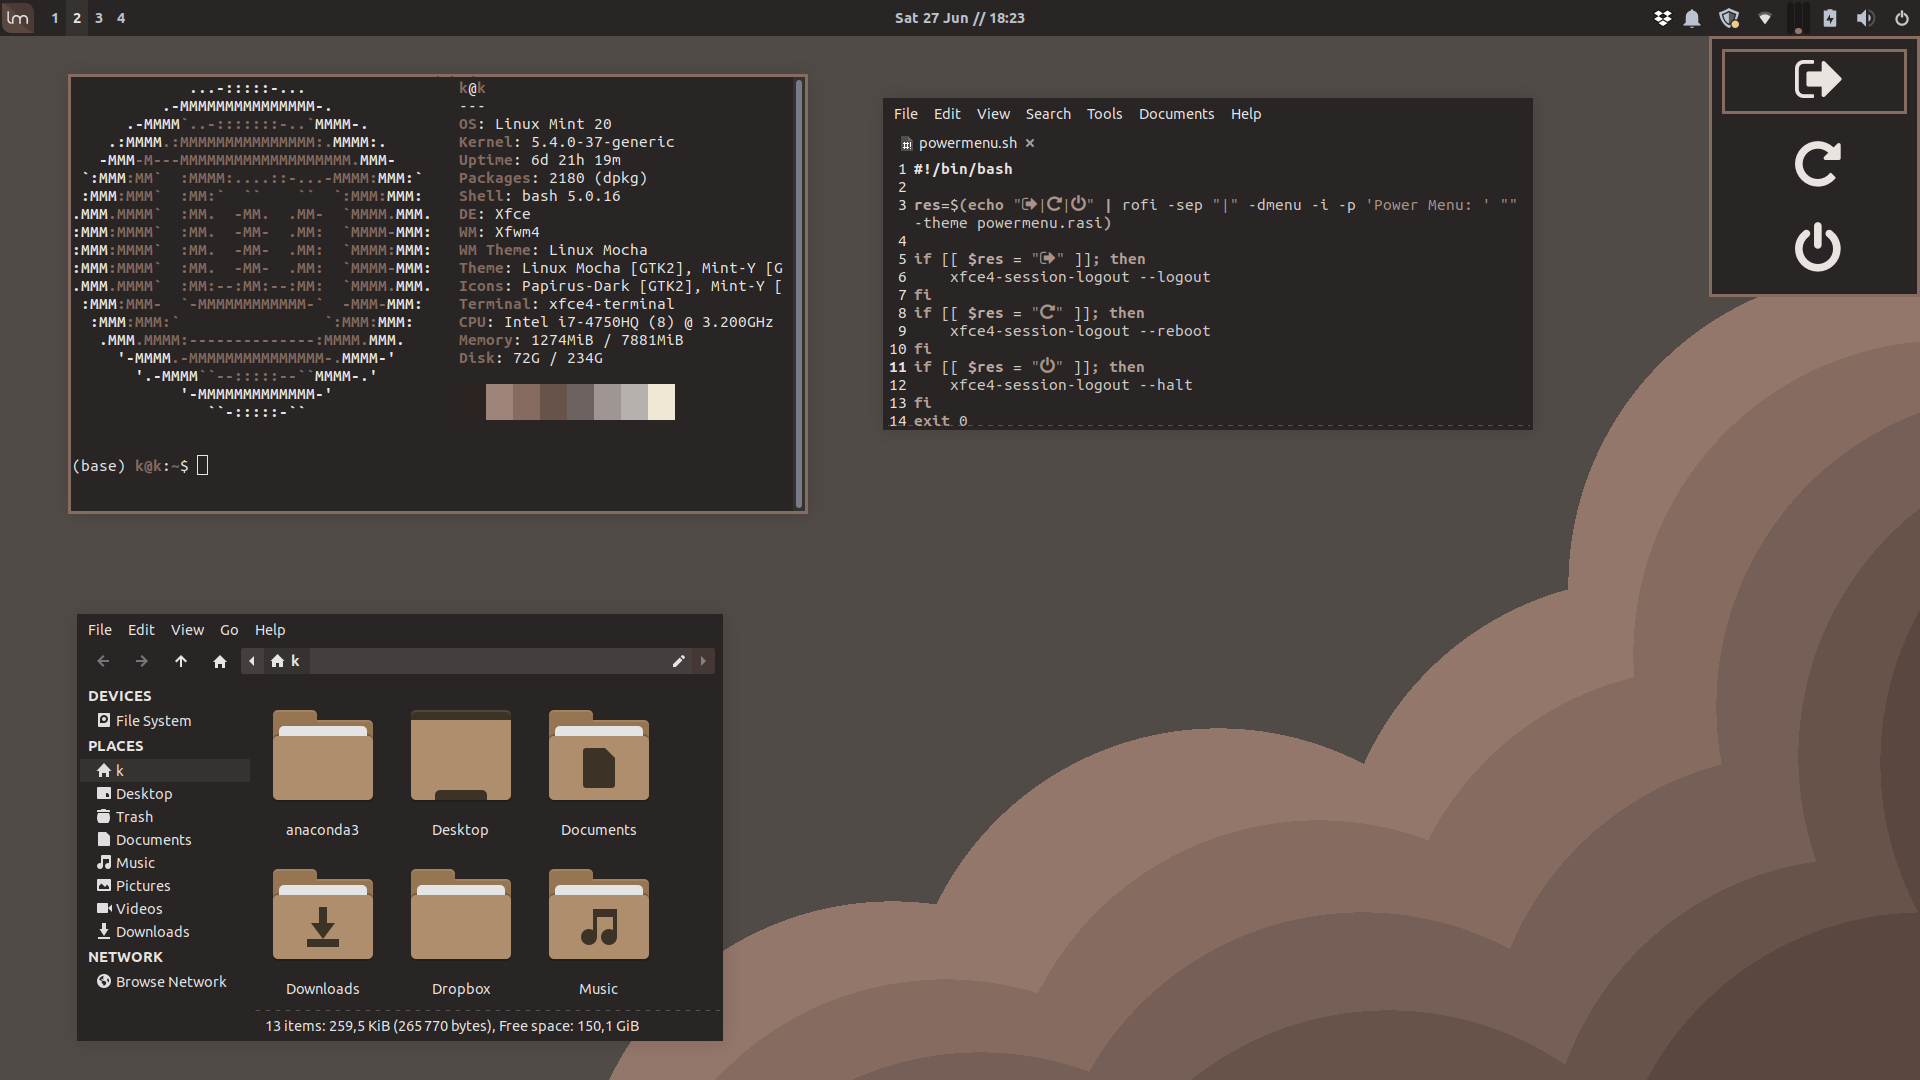 lm 1 2 3 4 Sat 27 Jun // 18:23
k@k
---
OS: Linux Mint 20
Kernel: 5.4.0-37-generic
Uptime: 6d 21h 19m
Packages: 2180 (dpkg)
Shell: bash 5.0.16
DE: Xfce
WM: Xfwm4
WM Theme: Linux Mocha
Theme: Linux Mocha [GTK2], Mint-Y [G
Icons: Papirus-Dark [GTK2], Mint-Y [
Terminal: xfce4-terminal
CPU: Intel i7-4750HQ (8) @ 3.200GHz
Memory: 1274MiB / 7881MiB
Disk: 72G / 234G
(base) k@k:~$
File Edit View Search Tools Documents Help
powermenu.sh ×
1 #!/bin/bash
2
3 res=$(echo "||" | rofi -sep "|" -dmenu -i -p 'Power Menu: ' ""
-theme powermenu.rasi)
4
5 if [[ $res = "" ]]; then
6 xfce4-session-logout --logout
7 fi
8 if [[ $res = "" ]]; then
9 xfce4-session-logout --reboot
10 fi
11 if [[ $res = "" ]]; then
12 xfce4-session-logout --halt
13 fi
14 exit 0
File Edit View Go Help
k
DEVICES
File System
PLACES
k
Desktop
Trash
Documents
Music
Pictures
Videos
Downloads
NETWORK
Browse Network
anaconda3 Desktop Documents
Downloads Dropbox Music
13 items: 259,5 KiB (265 770 bytes), Free space: 150,1 GiB